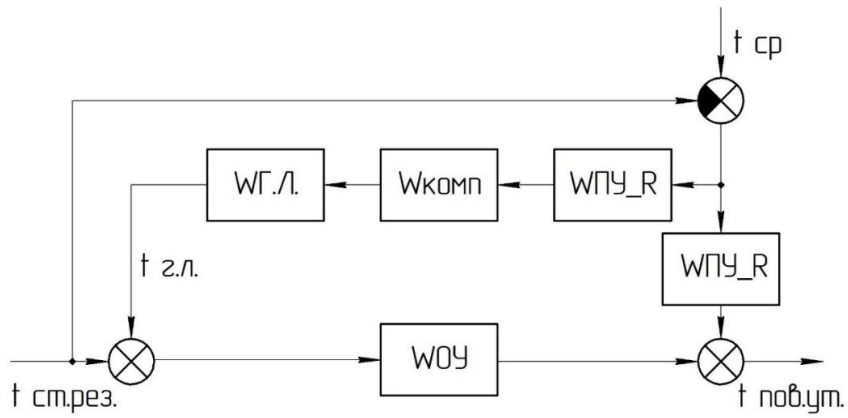 t ср
WГ.Л.
Wкомп
WПУ_R
WПУ_R
t г.л.
WОУ
t ст.рез.
t пов.ут.